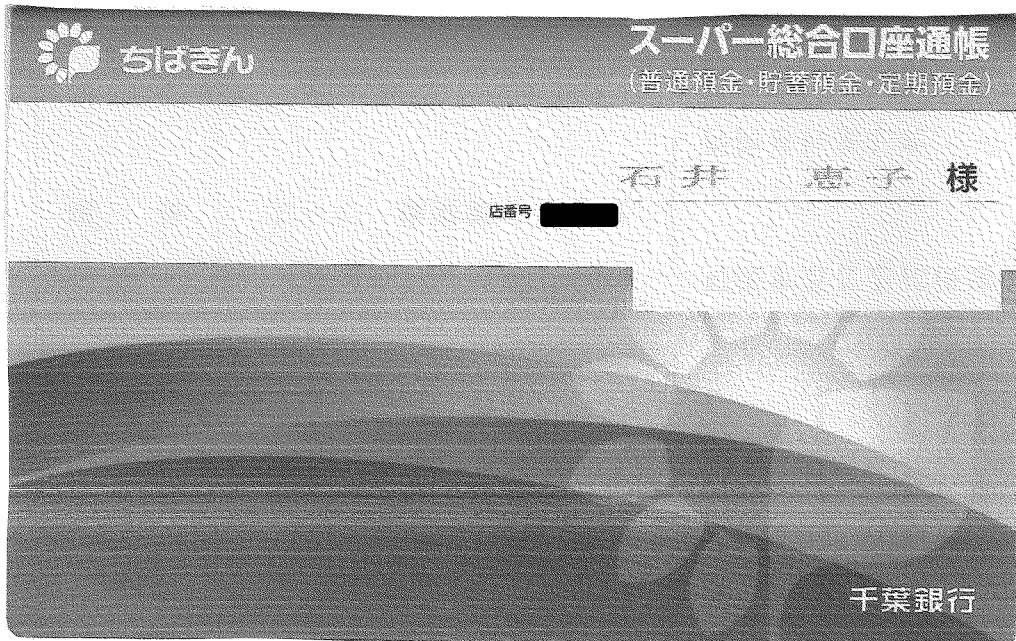 ちばぎん
スーパー総合口座通帳
(普通預金・貯蓄預金・定期預金)
石井 恵子 様
店番号
千葉銀行